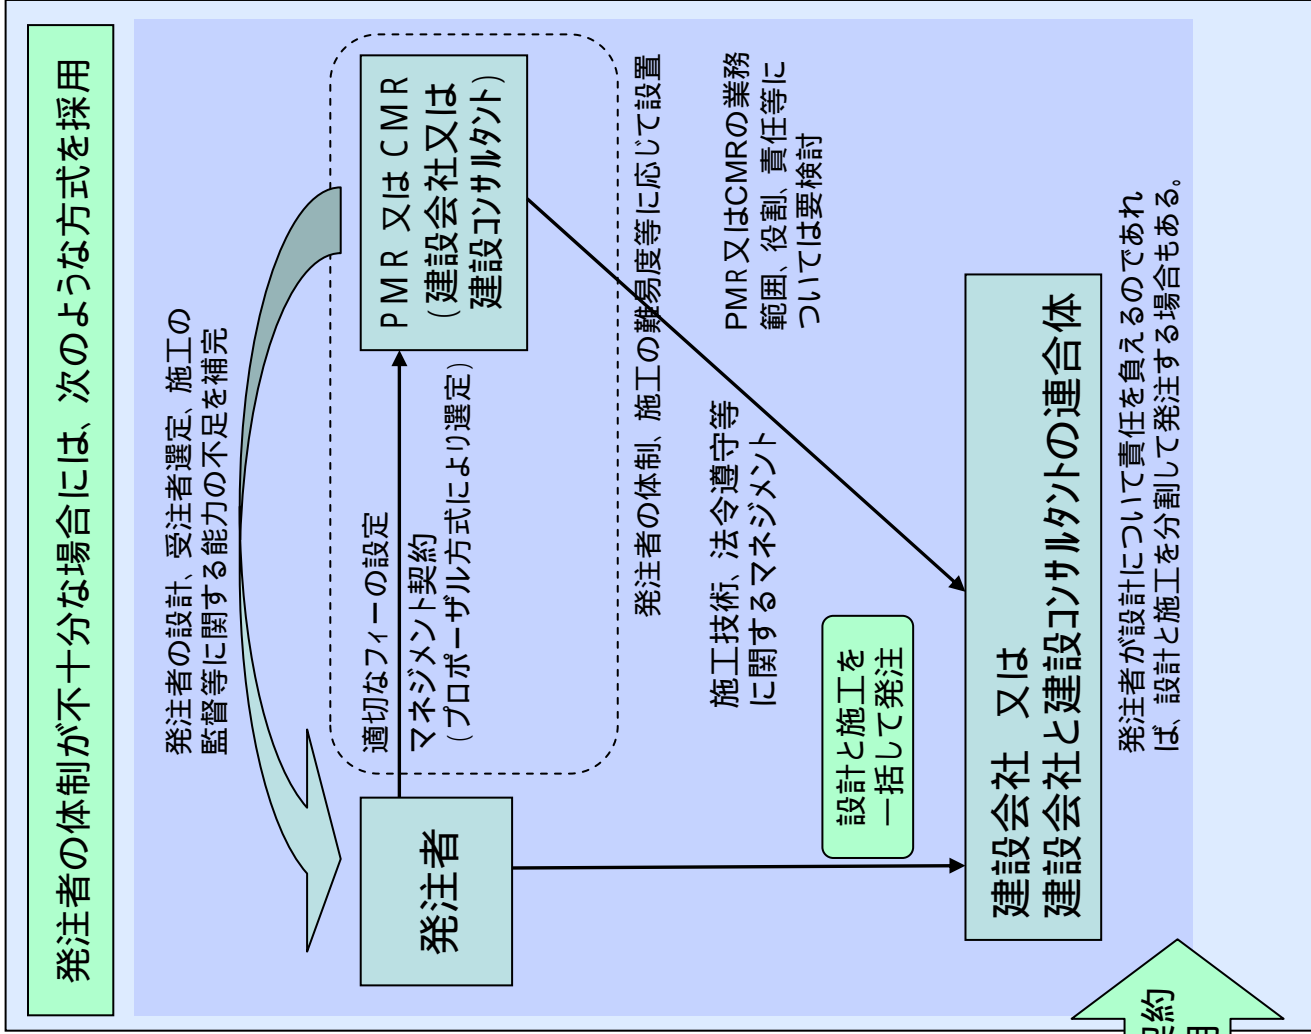 発注者の体制が不十分な場合には、次のような方式を採用
発注者の設計、受注者選定、施工の
監督等に関する能力の不足を補完
発注者
適切なフィーの設定
マネジメント契約
（プロポーザル方式により選定）
PMR 又は CMR
（建設会社又は
建設コンサルタント）
発注者の体制、施工の難易度等に応じて設置
施工技術、法令遵守等
に関するマネジメント
PMR又はCMRの業務
範囲、役割、責任等に
ついては要検討
設計と施工を
一括して発注
建設会社 又は
建設会社と建設コンサルタントの連合体
発注者が設計について責任を負えるのであれ
ば、設計と施工を分割して発注する場合もある。
契約
用